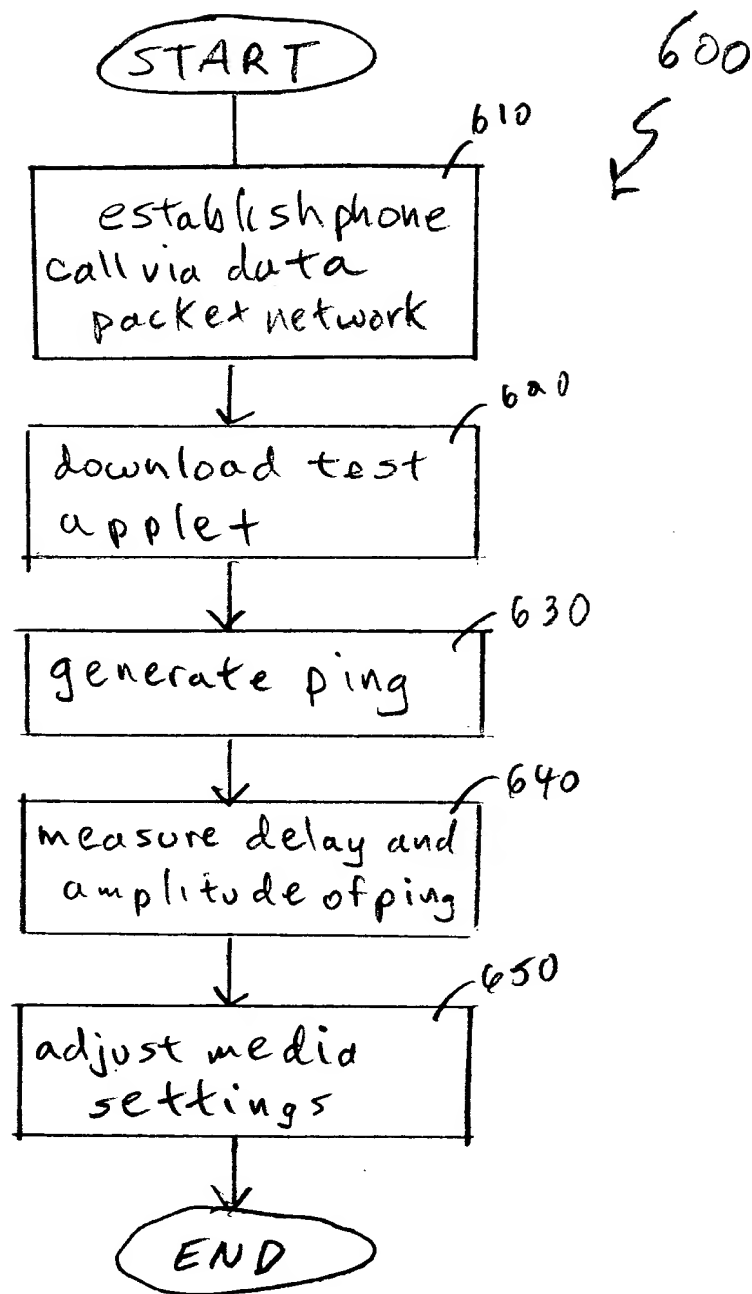 START
600
610
establish phone
call via data
packet network
620
download test
applet
630
generate ping
640
measure delay and
amplitude of ping
650
adjust media
settings
END